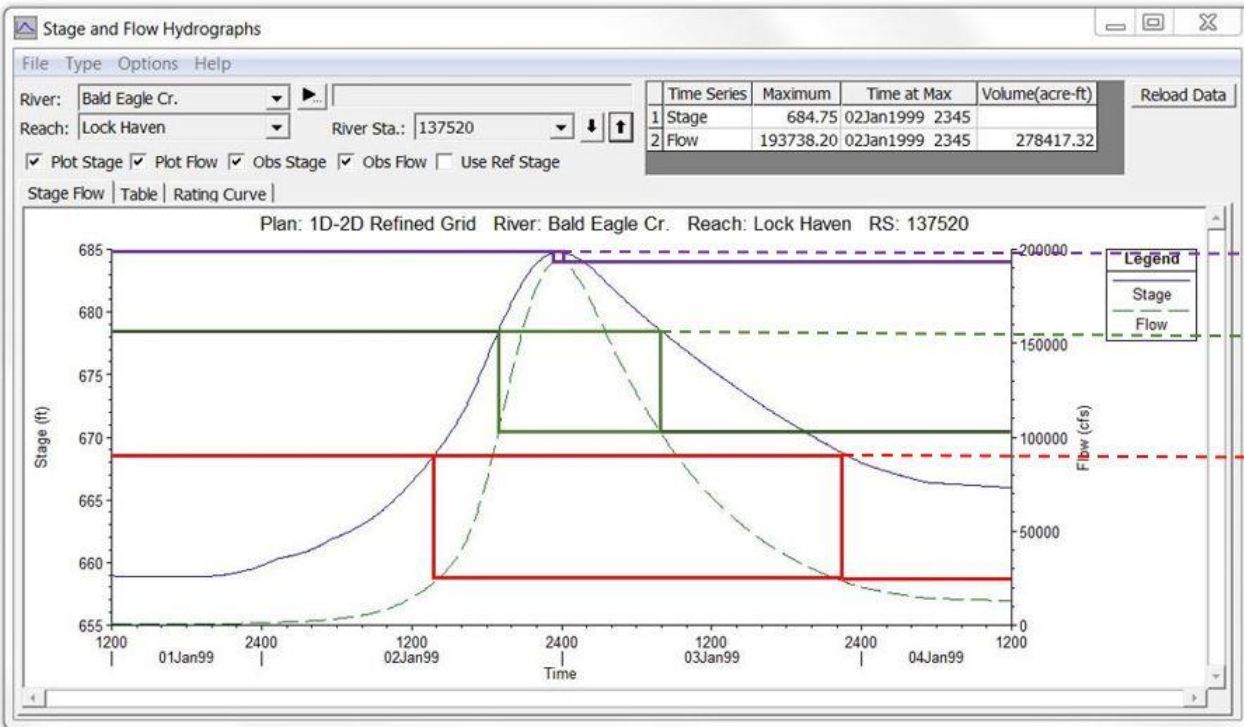 Stage and Flow Hydrographs
File Type Options Help
River: Bald Eagle Cr.
Reach: Lock Haven River Sta.: 137520
Plot Stage Plot Flow Obs Stage Obs Flow Use Ref Stage
Time Series Maximum Time at Max Volume(acre-ft)
1 Stage 684.75 02Jan1999 2345
2 Flow 193738.20 02Jan1999 2345 278417.32
Reload Data
Stage Flow Table Rating Curve
Plan: 1D-2D Refined Grid River: Bald Eagle Cr. Reach: Lock Haven RS: 137520
685
680
675
670
665
660
655
Stage (ft)
200000
150000
100000
50000
0
Flow (cfs)
Legend
Stage
Flow
1200 2400 1200 2400 1200 2400 1200
01Jan99 02Jan99 03Jan99 04Jan99
Time